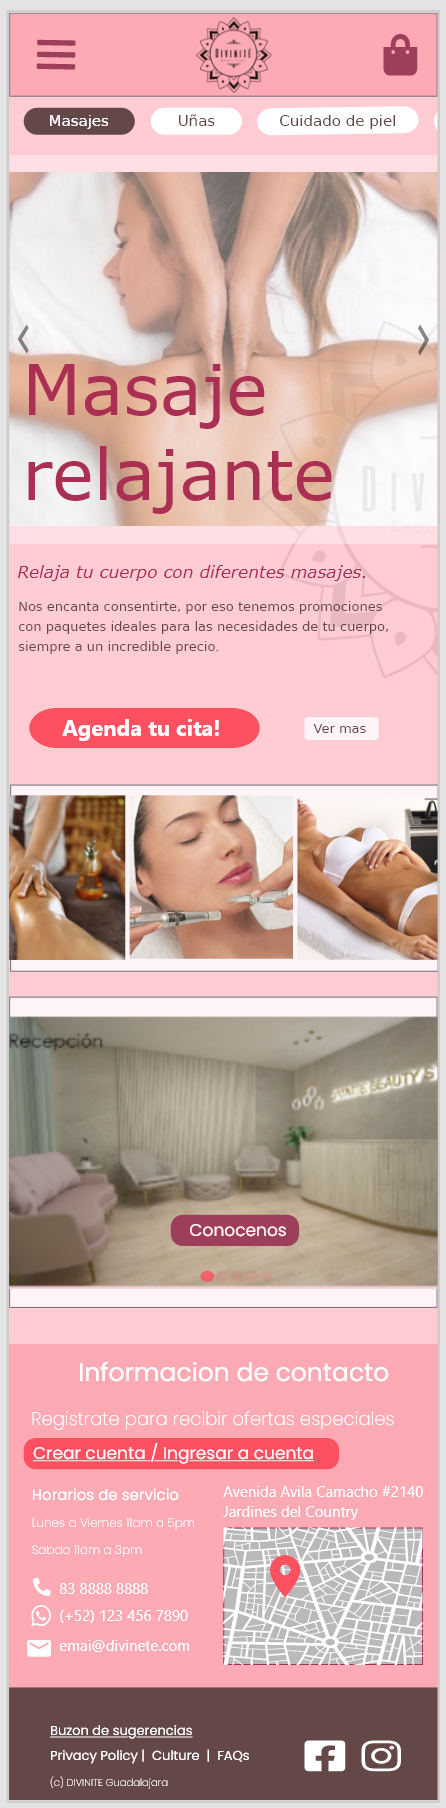 DIVINITÉ
Masajes
Uñas
Cuidado de piel
Masaje
relajante
DIV
Beau
Relaja tu cuerpo con diferentes masajes.
Nos encanta consentirte, por eso tenemos promociones
con paquetes ideales para las necesidades de tu cuerpo,
siempre a un incredible precio.
Agenda tu cita!
Ver mas
Recepción
BEAUTY S
Conocenos
Informacion de contacto
Registrate para recibir ofertas especiales
Crear cuenta / Ingresar a cuenta
Horarios de servicio
Lunes a Viernes 11am a 5pm
Sabdo 11am a 3pm
83 8888 8888
(+52) 123 456 7890
emai@divinete.com
Avenida Avila Camacho #2140
Jardines del Country
Buzon de sugerencias
Privacy Policy | Culture | FAQs
(c) DIVINITE Guadalajara